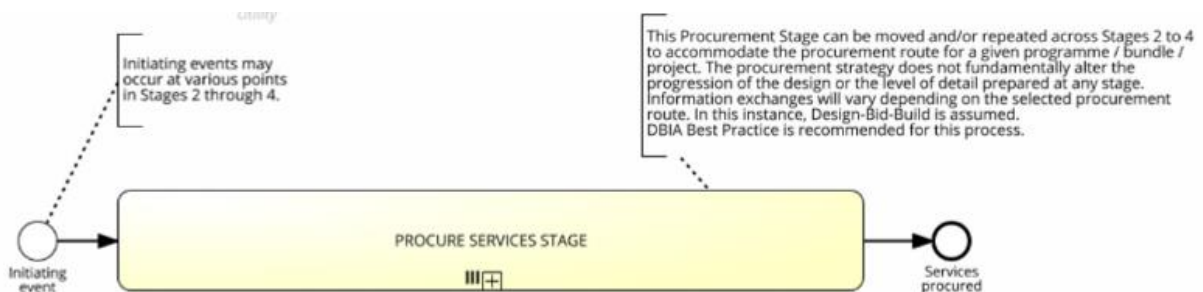 Utility
Initiating events may
occur at various points
in Stages 2 through 4.
This Procurement Stage can be moved and/or repeated across Stages 2 to 4
to accommodate the procurement route for a given programme / bundle /
project. The procurement strategy does not fundamentally alter the
progression of the design or the level of detail prepared at any stage.
Information exchanges will vary depending on the selected procurement
route. In this instance, Design-Bid-Build is assumed.
DBIA Best Practice is recommended for this process.
PROCURE SERVICES STAGE
Initiating
event
Services
procured